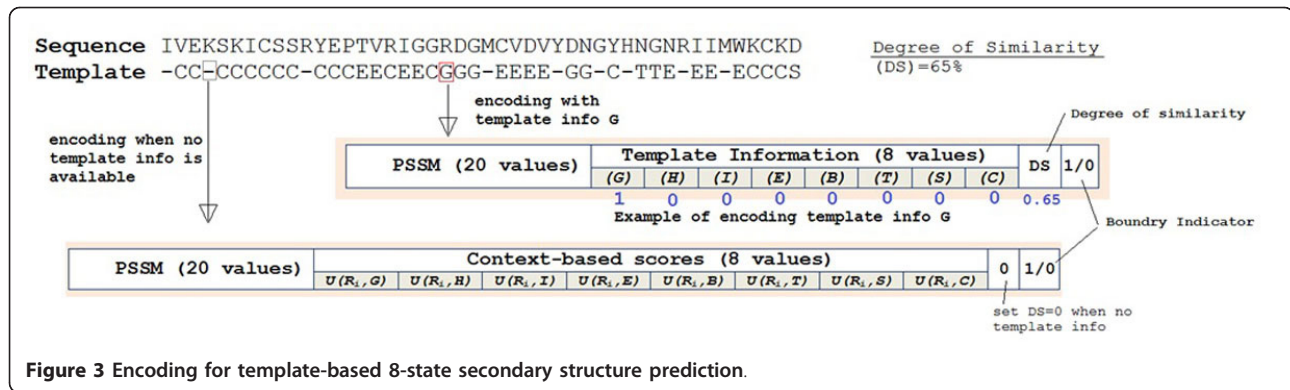 Sequence IVEKSKICSSRYEPTVRIGGRDGMCVDVYDNGYHNGNRIIMWKCKD
Template -CC-CCCCCC-CCCEECEECGGG-EEEE-GG-C-TTE-EE-ECCCS
Degree of Similarity
(DS)=65%
encoding with
template info G
encoding when no
template info is
available
Degree of similarity
PSSM (20 values) Template Information (8 values) DS 1/0
(G) (H) (I) (E) (B) (T) (S) (C)
1 0 0 0 0 0 0 0 0.65
Example of encoding template info G
Boundry Indicator
PSSM (20 values) Context-based scores (8 values) 0 1/0
U(Ri,G) U(Ri,H) U(Ri,I) U(Ri,E) U(Ri,B) U(Ri,T) U(Ri,S) U(Ri,C)
set DS=0 when no
template info
Figure 3 Encoding for template-based 8-state secondary structure prediction.